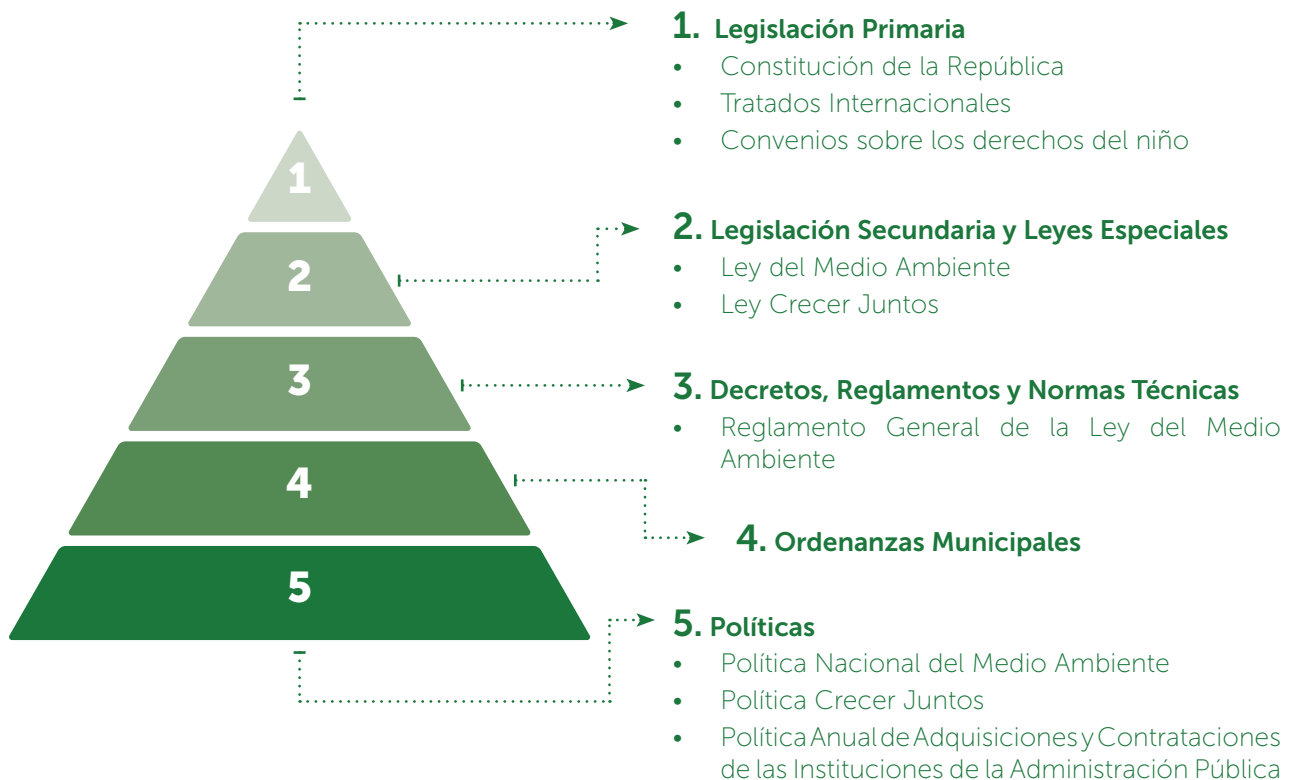 1. Legislación Primaria
• Constitución de la República
• Tratados Internacionales
• Convenios sobre los derechos del niño
1
2. Legislación Secundaria y Leyes Especiales
• Ley del Medio Ambiente
• Ley Crecer Juntos
2
3. Decretos, Reglamentos y Normas Técnicas
• Reglamento General de la Ley del Medio
Ambiente
3
4
4. Ordenanzas Municipales
5
5. Políticas
• Política Nacional del Medio Ambiente
• Política Crecer Juntos
• Política Anual de Adquisiciones y Contrataciones
de las Instituciones de la Administración Pública